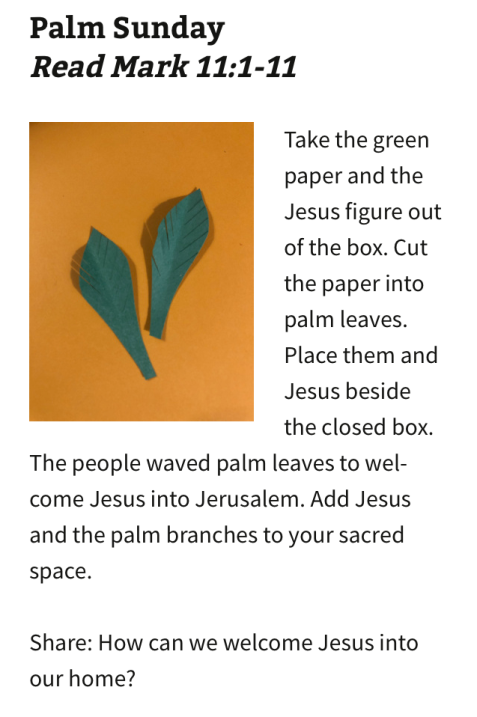 Palm Sunday
Read Mark 11:1-11
Take the green
paper and the
Jesus figure out
of the box. Cut
the paper into
palm leaves.
Place them and
Jesus beside
the closed box.
The people waved palm leaves to wel-
come Jesus into Jerusalem. Add Jesus
and the palm branches to your sacred
space.
Share: How can we welcome Jesus into
our home?